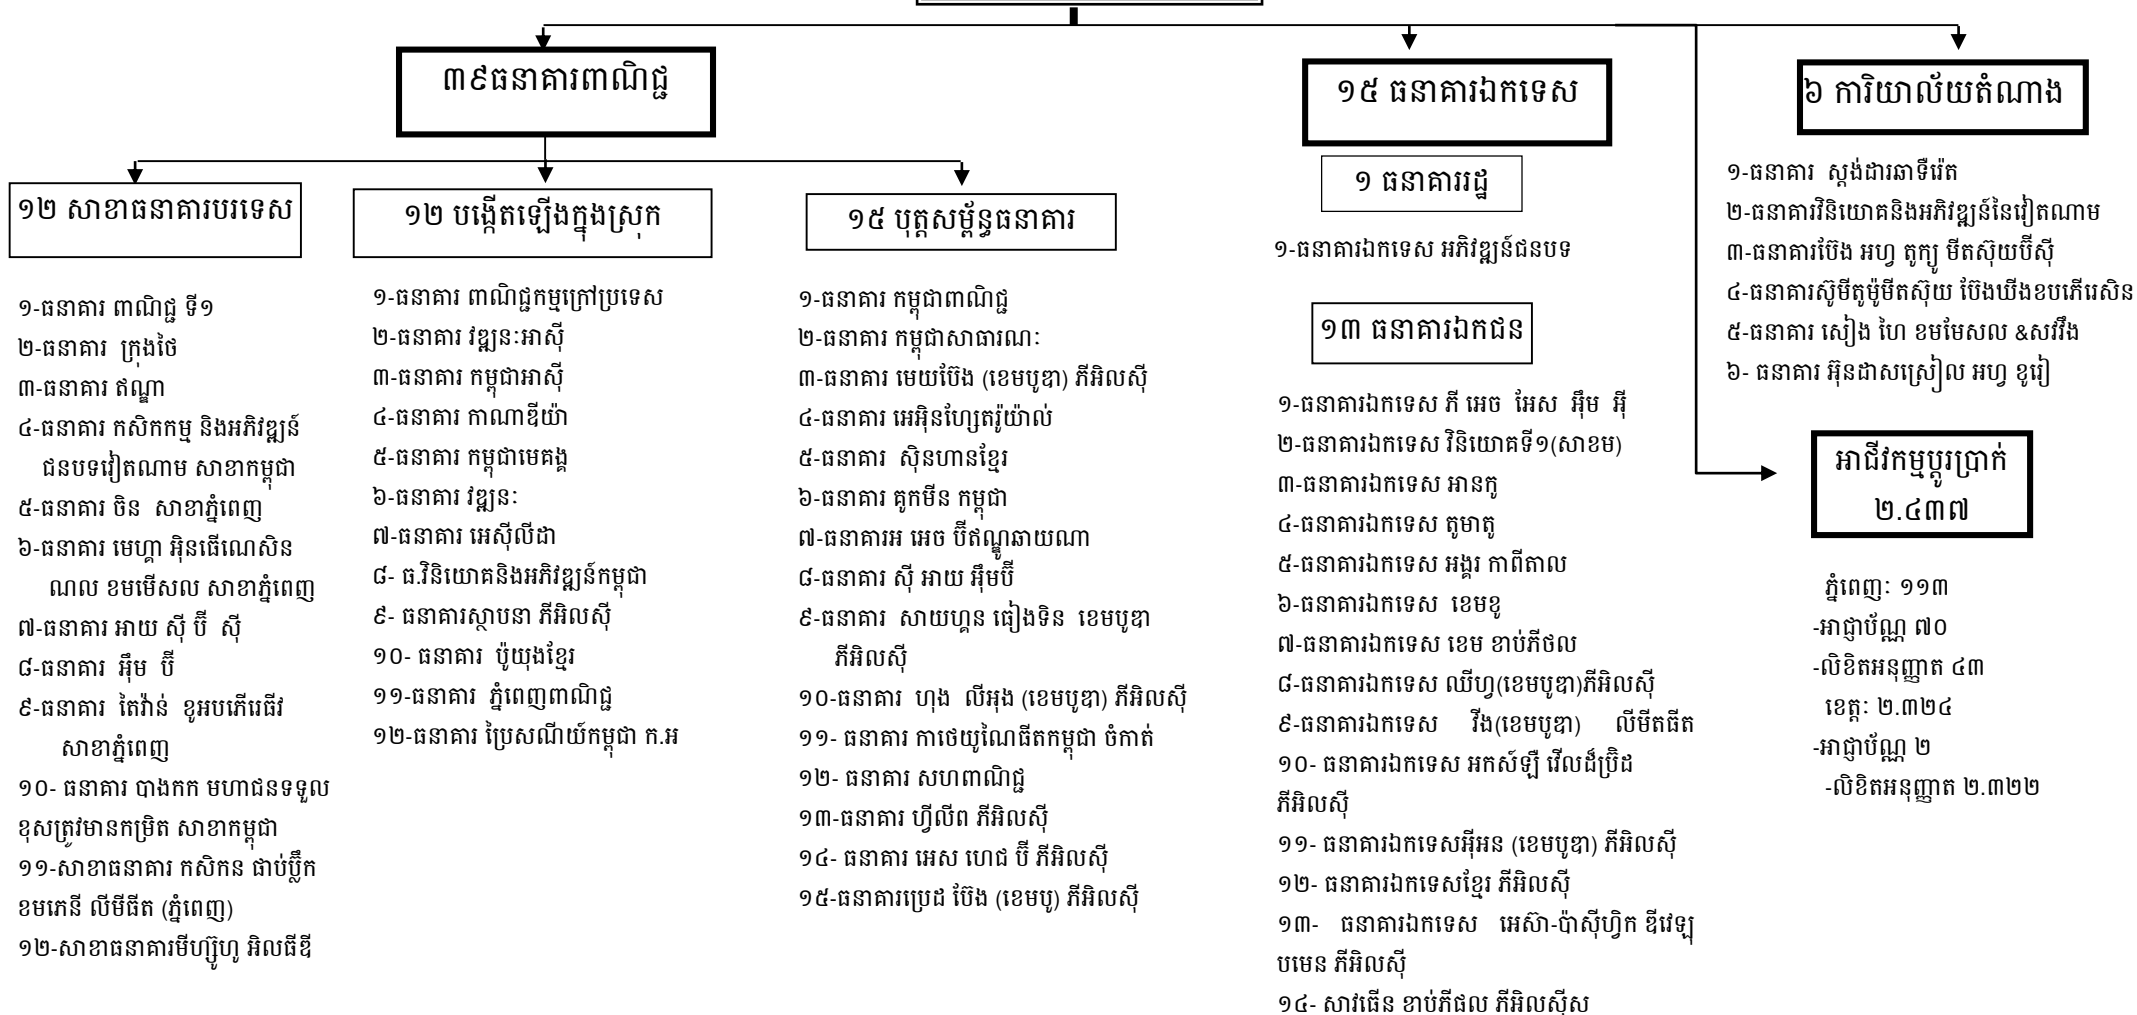 ៣៩ធនាគារពាណិជ្ជ
១២ សាខាធនាគារបរទេស
១-ធនាគារ ពាណិជ្ជ ទី១
២-ធនាគារ ក្រុងថៃ
៣-ធនាគារ ឥណ្ឌា
៤-ធនាគារ កសិកកម្ម និងអភិវឌ្ឍន៍
ជនបទវៀតណាម សាខាកម្ពុជា
៥-ធនាគារ ចិន សាខាភ្នំពេញ
៦-ធនាគារ មេហ្គា អិនធើណេសិន
ណល ខមមើសល សាខាភ្នំពេញ
៧-ធនាគារ អាយ ស៊ី ប៊ី ស៊ី
៨-ធនាគារ អ៊ឹម ប៊ី
៩-ធនាគារ តៃវ៉ាន់ ខូអបភើរេធីវ
សាខាភ្នំពេញ
១០- ធនាគារ បាងកក មហាជនទទួល
ខុសត្រូវមានកម្រិត សាខាកម្ពុជា
១១-សាខាធនាគារ កសិកន ផាប់ប្លឹក
ខមភេនី លីមីធីត (ភ្នំពេញ)
១២-សាខាធនាគារមីហ្ស៊ូហូ អិលធីឌី
១២ បង្កើតឡើងក្នុងស្រុក
១-ធនាគារ ពាណិជ្ជកម្មក្រៅប្រទេស
២-ធនាគារ វឌ្ឍនៈអាស៊ី
៣-ធនាគារ កម្ពុជាអាស៊ី
៤-ធនាគារ កាណាឌីយ៉ា
៥-ធនាគារ កម្ពុជាមេគង្គ
៦-ធនាគារ វឌ្ឍនៈ
៧-ធនាគារ អេស៊ីលីដា
៨- ធ.វិនិយោគនិងអភិវឌ្ឍន៍កម្ពុជា
៩- ធនាគារស្ថាបនា ភីអិលស៊ី
១០- ធនាគារ ប៉ូយុងខ្មែរ
១១-ធនាគារ ភ្នំពេញពាណិជ្ជ
១២-ធនាគារ ប្រៃសណីយ៍កម្ពុជា ក.អ
១៥ បុត្តសម្ព័ន្ធធនាគារ
១-ធនាគារ កម្ពុជាពាណិជ្ជ
២-ធនាគារ កម្ពុជាសាធារណៈ
៣-ធនាគារ មេយប៊ែង (ខេមបូឌា) ភីអិលស៊ី
៤-ធនាគារ អេអិនហ្សែតរ៉ូយ៉ាល់
៥-ធនាគារ ស៊ិនហានខ្មែរ
៦-ធនាគារ គូកមីន កម្ពុជា
៧-ធនាគារអ អេច ប៊ីឥណ្ឌូឆាយណា
៨-ធនាគារ ស៊ី អាយ អ៊ឹមប៊ី
៩-ធនាគារ សាយហ្គន ធៀងទិន ខេមបូឌា
ភីអិលស៊ី
១០-ធនាគារ ហុង លីអុង (ខេមបូឌា) ភីអិលស៊ី
១១- ធនាគារ កាថេយូណៃធីតកម្ពុជា ចំកាត់
១២- ធនាគារ សហពាណិជ្ជ
១៣-ធនាគារ ហ្វីលីព ភីអិលស៊ី
១៤- ធនាគារ អេស ហេជ ប៊ី ភីអិលស៊ី
១៥-ធនាគារប្រេដ ប៊ែង (ខេមបូ) ភីអិលស៊ី
១៥ ធនាគារឯកទេស
១ ធនាគាររដ្ឋ
១-ធនាគារឯកទេស អភិវឌ្ឍន៍ជនបទ
១៣ ធនាគារឯកជន
១-ធនាគារឯកទេស ភី អេច អែស អ៊ឹម អ៊ី
២-ធនាគារឯកទេស វិនិយោគទី១(សាខម)
៣-ធនាគារឯកទេស អានកូ
៤-ធនាគារឯកទេស តូមាតូ
៥-ធនាគារឯកទេស អង្គរ កាពីតាល
៦-ធនាគារឯកទេស ខេមខូ
៧-ធនាគារឯកទេស ខេម ខាប់ភីថល
៨-ធនាគារឯកទេស ឈីហ្វ(ខេមបូឌា)ភីអិលស៊ី
៩-ធនាគារឯកទេស វីង(ខេមបូឌា) លីមីតធីត
១០- ធនាគារឯកទេស អកស៍ឡឺ វើលដ៏ប្រ៊ិដ
ភីអិលស៊ី
១១- ធនាគារឯកទេសអ៊ីអន (ខេមបូឌា) ភីអិលស៊ី
១២- ធនាគារឯកទេសខ្មែរ ភីអិលស៊ី
១៣- ធនាគារឯកទេស អេស៊ា-ប៉ាស៊ីហ្វិក ឌីវេឡុ
បមេន ភីអិលស៊ី
១៤- សាវធើន ខាប់ភីផល ភីអិលស៊ីស
៦ ការិយាល័យតំណាង
១-ធនាគារ ស្តង់ដារឆាទឺរ៉េត
២-ធនាគារវិនិយោគនិងអភិវឌ្ឍន៍នៃវៀតណាម
៣-ធនាគារប៊ែង អហ្វ តូក្យូ មីតស៊ុយប៊ីស៊ី
៤-ធនាគារស៊ូមីតូម៉ូមីតស៊ុយ ប៊ែងឃីងខបភើរេសិន
៥-ធនាគារ សៀង ហៃ ខមមែសល &សវវឹង
៦- ធនាគារ អ៊ុនដាសស្រៀល អហ្វ ខូរៀ
អាជីវកម្មប្តូរប្រាក់
២.៤៣៧
ភ្នំពេញៈ ១១៣
-អាជ្ញាប័ណ្ណ ៧០
-លិខិតអនុញ្ញាត ៤៣
ខេត្តៈ ២.៣២៤
-អាជ្ញាប័ណ្ណ ២
-លិខិតអនុញ្ញាត ២.៣២២